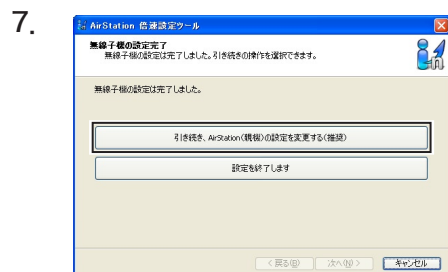 7.
AirStation 倍速設定ツール
無線子機の設定完了
無線子機の設定は完了しました。引き続きの操作を選択できます。
無線子機の設定は完了しました。
引き続き、AirStation(親機)の設定を変更する(推奨)
設定を終了します
< 戻る(B) 次へ(N) > キャンセル